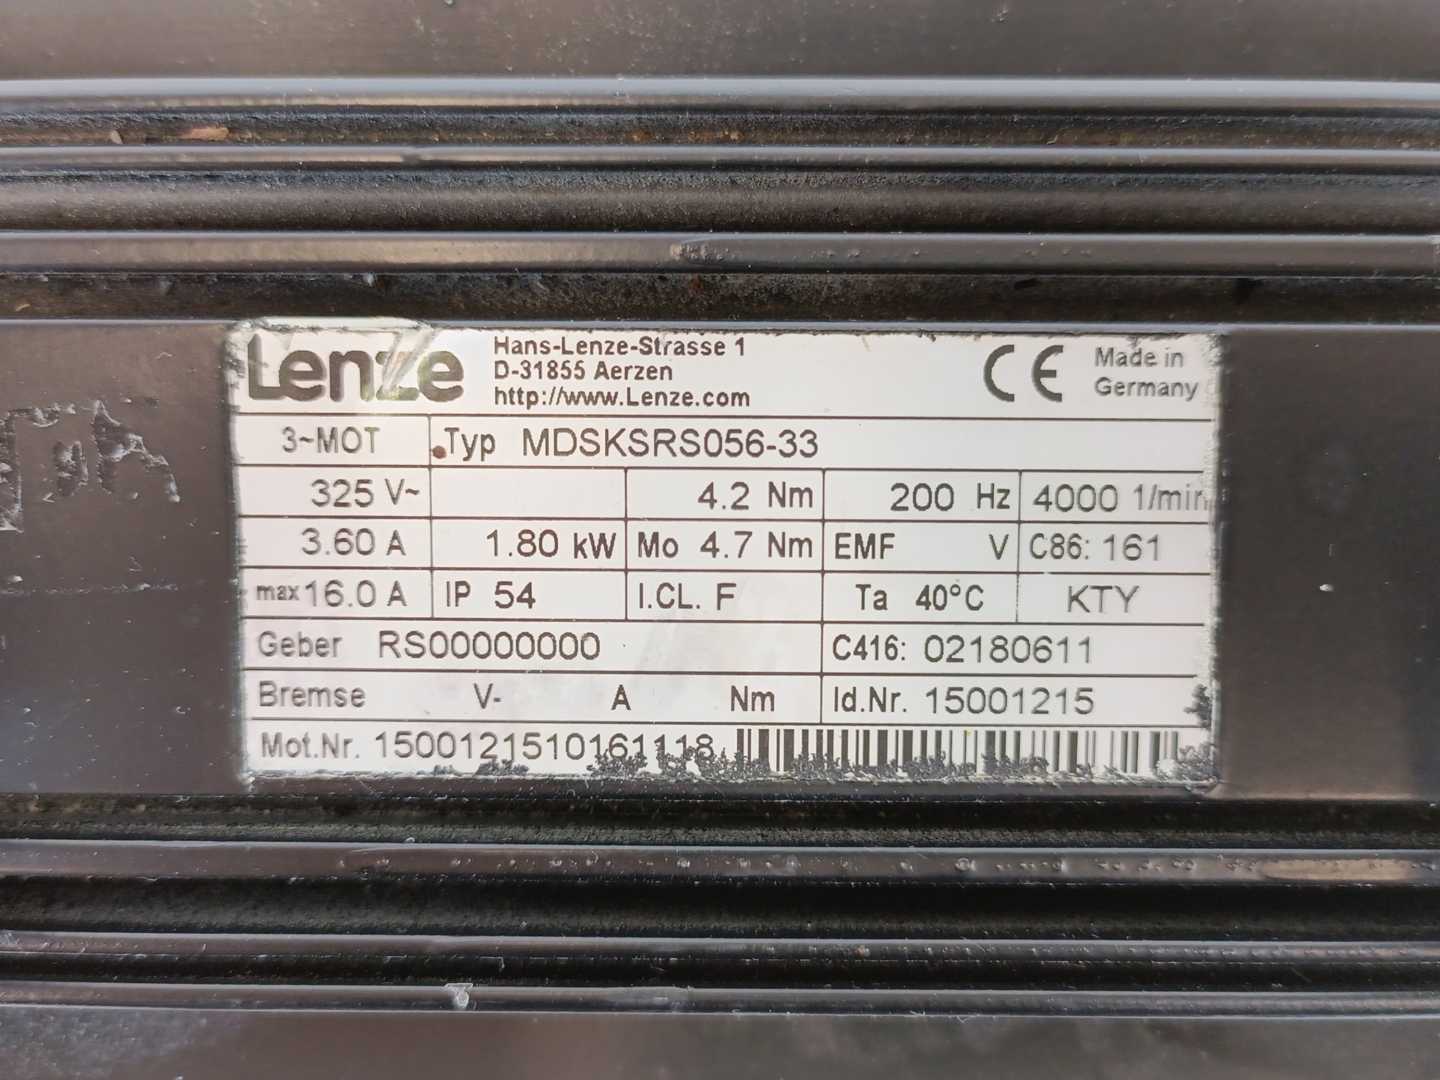 Lenze
Hans-Lenze-Strasse 1
D-31855 Aerzen
http://www.Lenze.com
CE
Made in
Germany
3~MOT Typ MDSKSRS056-33
325 V~ 4.2 Nm 200 Hz 4000 1/min
3.60 A 1.80 kW Mo 4.7 Nm EMF V C86: 161
max 16.0 A IP 54 I.CL. F Ta 40°C KTY
Geber RS00000000 C416: 02180611
Bremse V- A Nm Id.Nr. 15001215
Mot.Nr. 1500121510161118